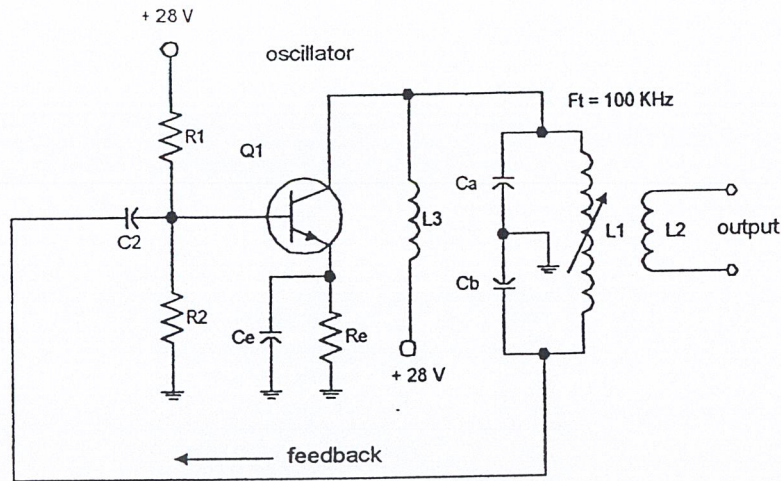 + 28 V
oscillator
Ft = 100 KHz
R1
Q1
Ca
C2
L3
L1
L2
output
Cb
R2
Ce
Re
+ 28 V
feedback